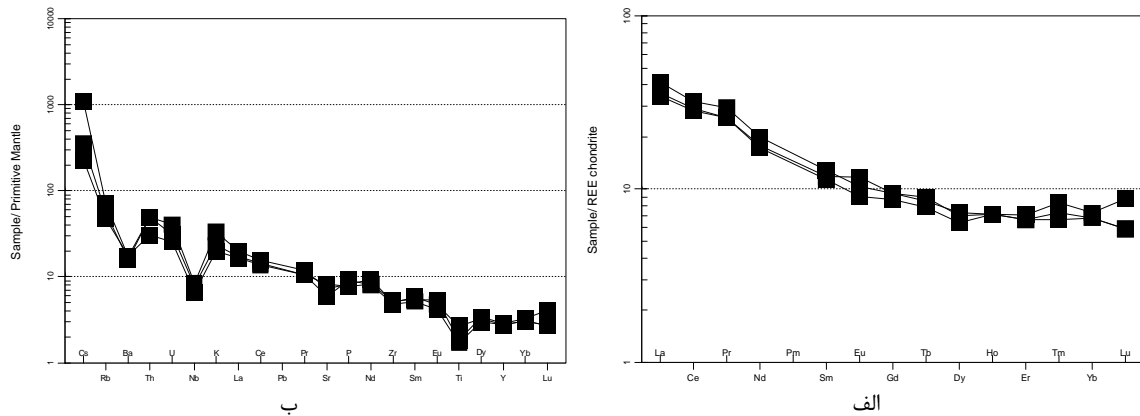 10000
1000
100
10
1
Sample/ Primitive Mantle
Cs Ba U K Ce Pr P Zr Eu Dy Yb
Rb Th Nb La Pb Sr Nd Sm Ti Y Lu
ب
100
10
1
Sample/ REE chondrite
La Pr Pm Eu Tb Ho Tm Lu
Ce Nd Sm Gd Dy Er Yb
الف